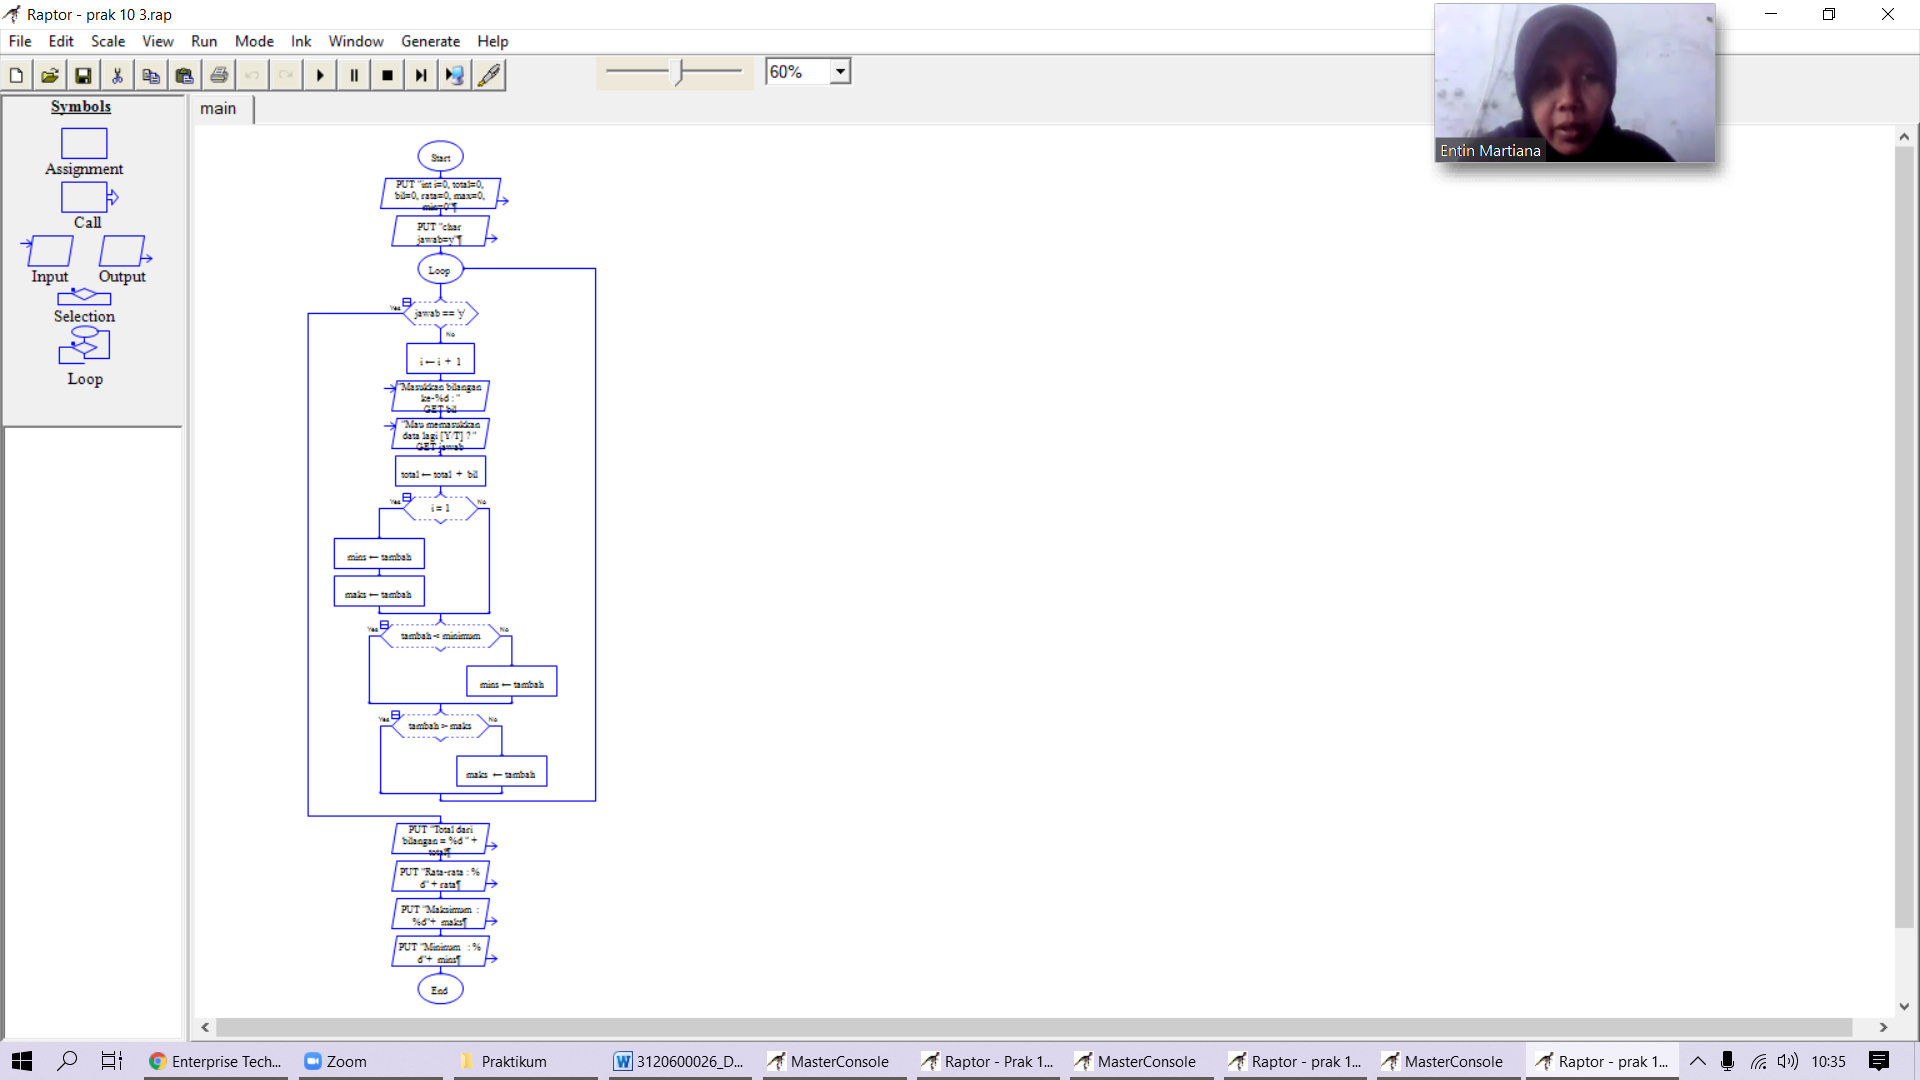 Raptor - prak 10 3.rap
File Edit Scale View Run Mode Ink Window Generate Help
60%
Symbols
Assignment
Call
Input Output
Selection
Loop
main
Start
PUT "int i=0, total=0,
bil=0, rata=0, max=0,
min=0"¶
PUT "char
jawab=y"¶
Loop
Yes
jawab == 'y'
No
i ← i + 1
"Masukkan bilangan
ke-%d : "
GET bil
"Mau memasukkan
data lagi [Y/T] ? "
GET jawab
total ← total + bil
Yes
No
i = 1
mins ← tambah
maks ← tambah
Yes
No
tambah < minimum
mins ← tambah
Yes
No
tambah > maks
maks ← tambah
PUT "Total dari
bilangan = %d " +
total¶
PUT "Rata-rata : %
d" + rata¶
PUT "Maksimum :
%d"+ maks¶
PUT "Minimum : %
d"+ mins¶
End
Entin Martiana
Enterprise Tech... Zoom Praktikum 3120600026_D... MasterConsole Raptor - Prak 1... MasterConsole Raptor - prak 1... MasterConsole Raptor - prak 1... 10:35